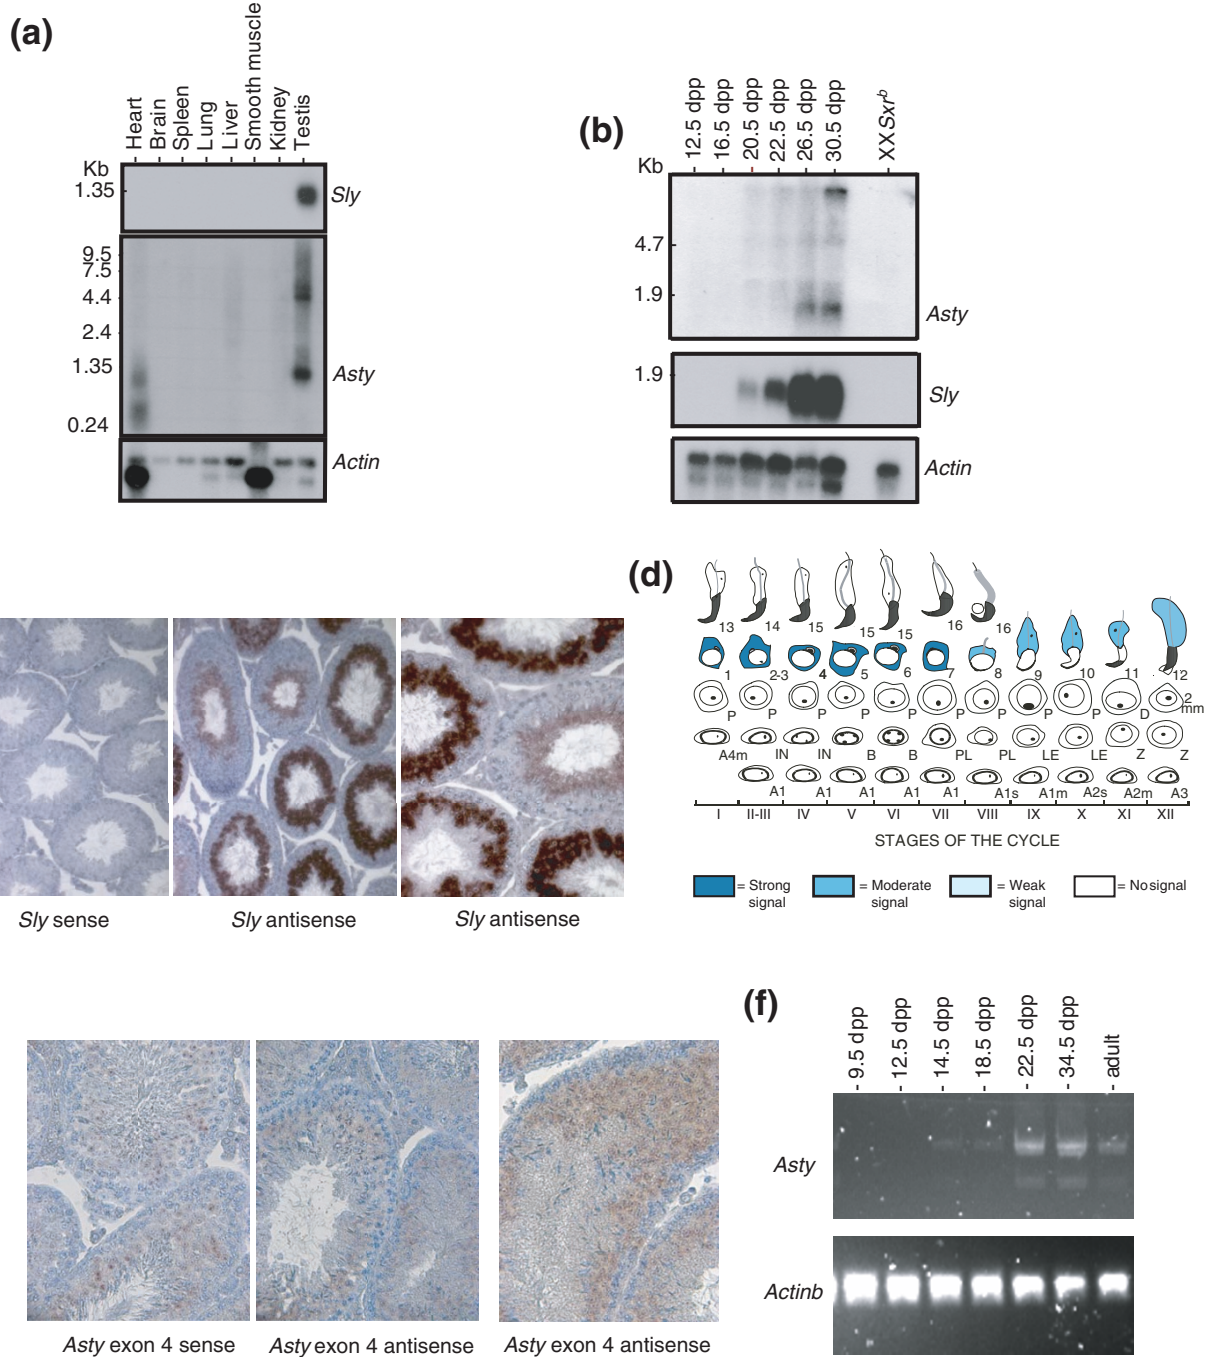 (a)
Heart
Brain
Spleen
Lung
Liver
Smooth muscle
Kidney
Testis
Kb
1.35
Sly
9.5
7.5
4.4
2.4
1.35
Asty
0.24
Actin
(b)
12.5 dpp
16.5 dpp
20.5 dpp
22.5 dpp
26.5 dpp
30.5 dpp
XXSxrᵇ
Kb
4.7
1.9
Asty
1.9
Sly
Actin
Sly sense
Sly antisense
Sly antisense
(d)
13 14 15 15 15 16 16
1 2-3 4 5 6 7 8 9 10 11 12
P P P P P P P P P D 2 mm
A4m IN IN B B PL PL LE LE Z Z
A1 A1 A1 A1 A1 A1s A1m A2s A2m A3
I II-III IV V VI VII VIII IX X XI XII
STAGES OF THE CYCLE
= Strong signal
= Moderate signal
= Weak signal
= No signal
Asty exon 4 sense
Asty exon 4 antisense
Asty exon 4 antisense
(f)
9.5 dpp
12.5 dpp
14.5 dpp
18.5 dpp
22.5 dpp
34.5 dpp
adult
Asty
Actinb